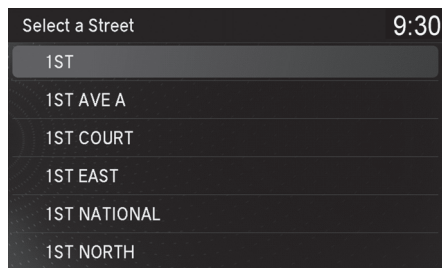 Select a Street
9:30
1ST
1ST AVE A
1ST COURT
1ST EAST
1ST NATIONAL
1ST NORTH